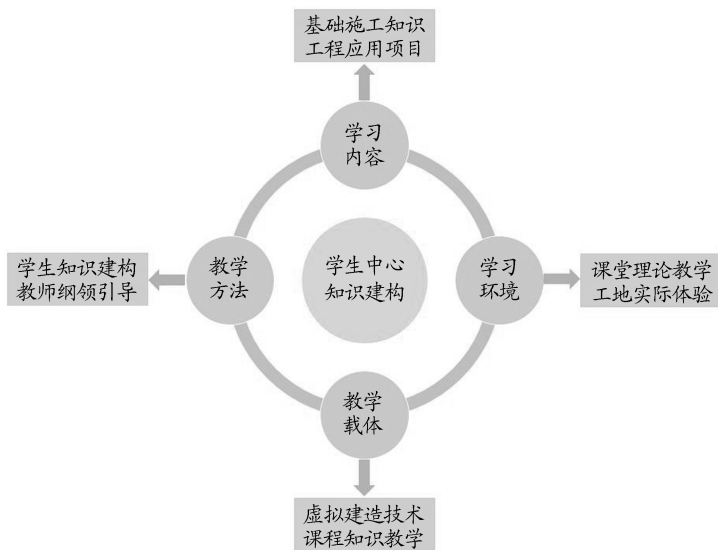 基础施工知识
工程应用项目
学习
内容
学生知识建构
教师纲领引导
教学
方法
学生中心
知识建构
学习
环境
课堂理论教学
工地实际体验
教学
载体
虚拟建造技术
课程知识教学